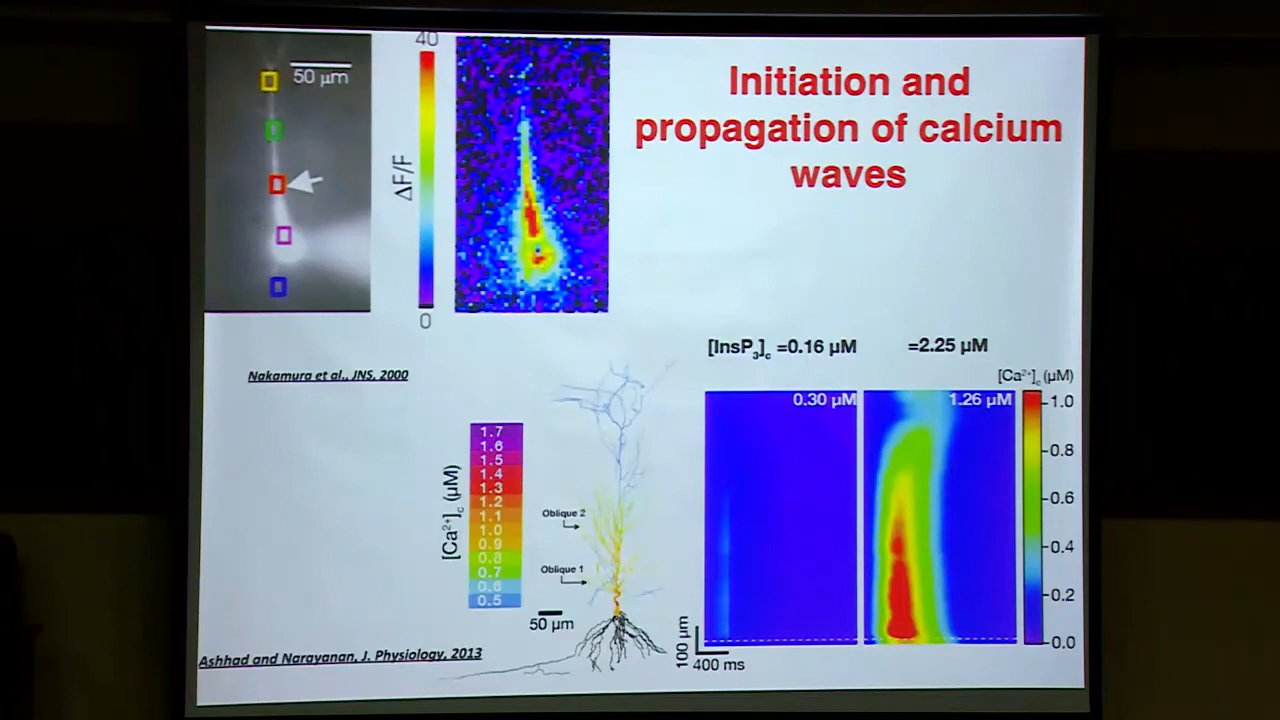 Initiation and
propagation of calcium
waves
50 µm
40
ΔF/F
0
Nakamura et al., JNS, 2000
[InsP₃]c =0.16 µM
=2.25 µM
[Ca²⁺]c (µM)
0.30 µM
1.26 µM
1.0
0.8
0.6
0.4
0.2
0.0
100 µm
400 ms
[Ca²⁺]c (µM)
1.7
1.6
1.5
1.4
1.3
1.2
1.1
1.0
0.9
0.8
0.7
0.6
0.5
Oblique 2
Oblique 1
50 µm
Ashhad and Narayanan, J. Physiology, 2013